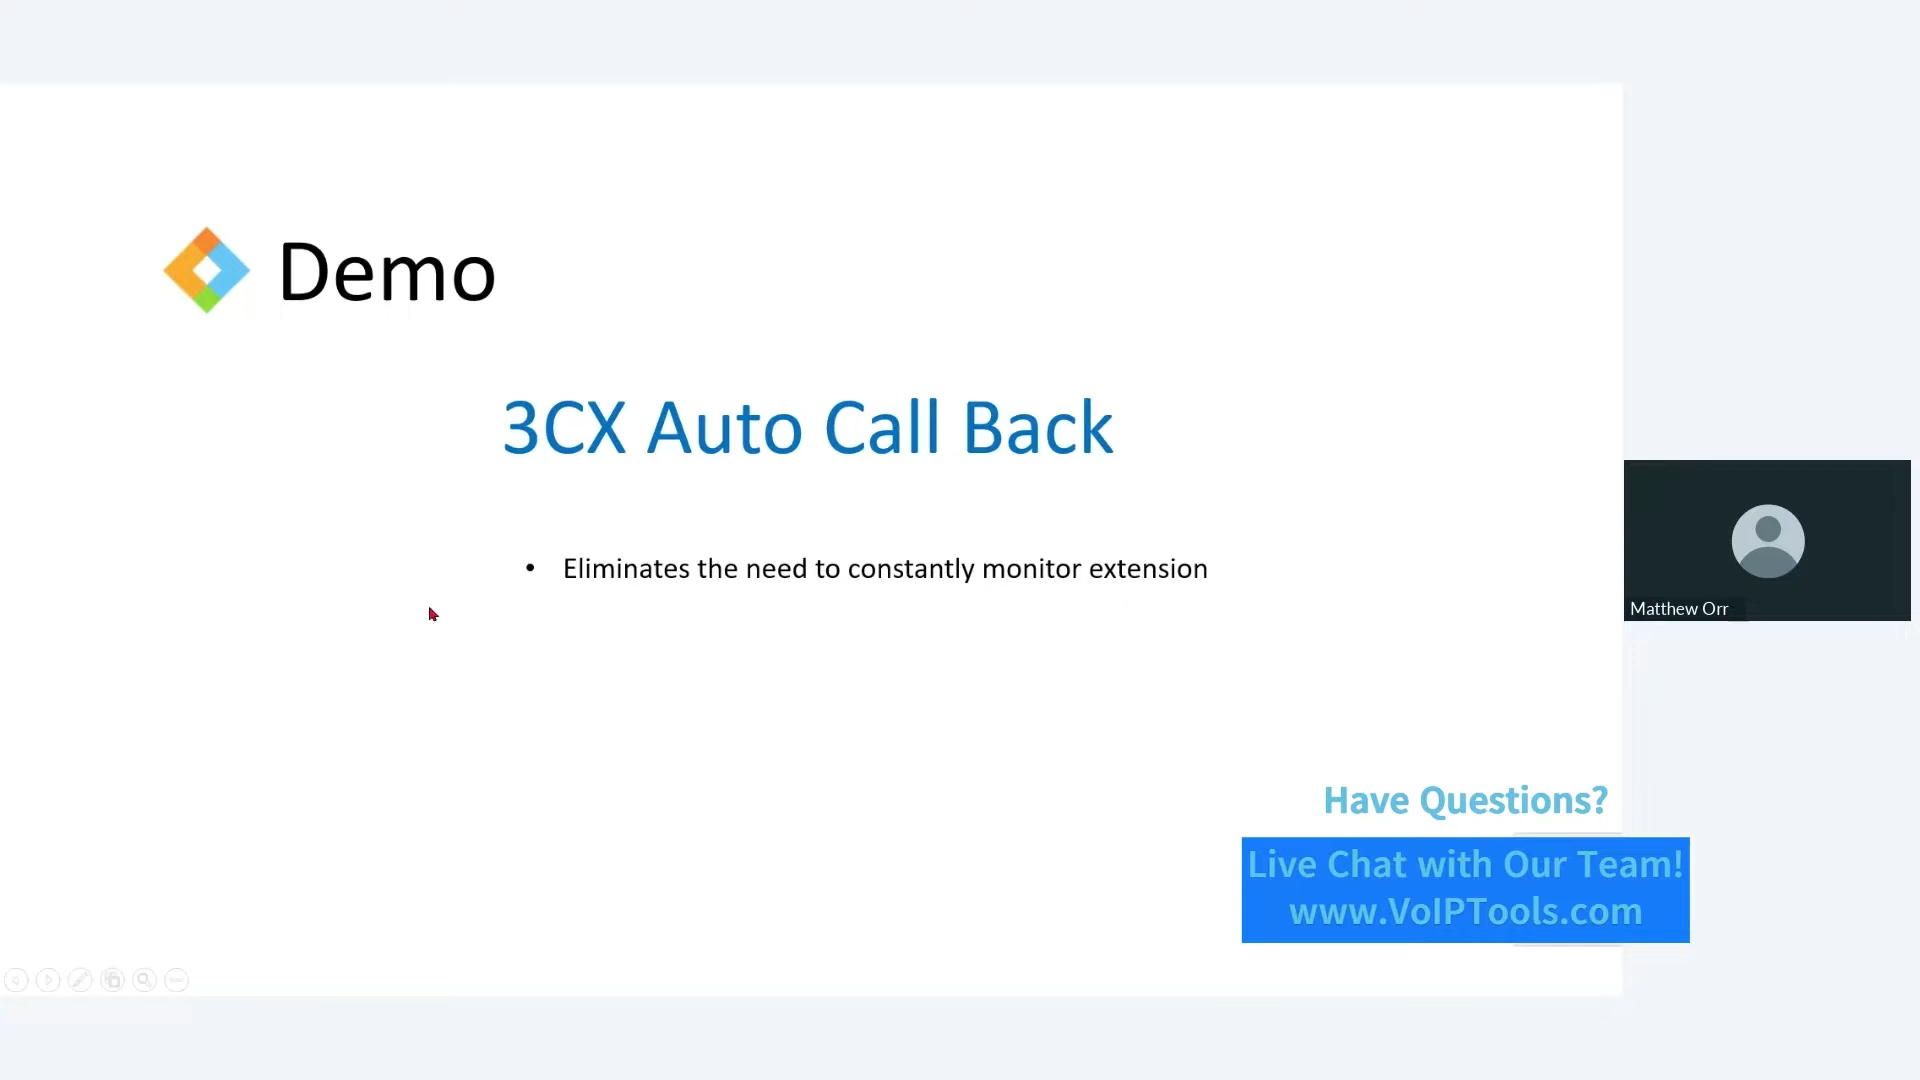 Demo
3CX Auto Call Back
• Eliminates the need to constantly monitor extension
Matthew Orr
Have Questions?
Live Chat with Our Team!
www.VoIPTools.com